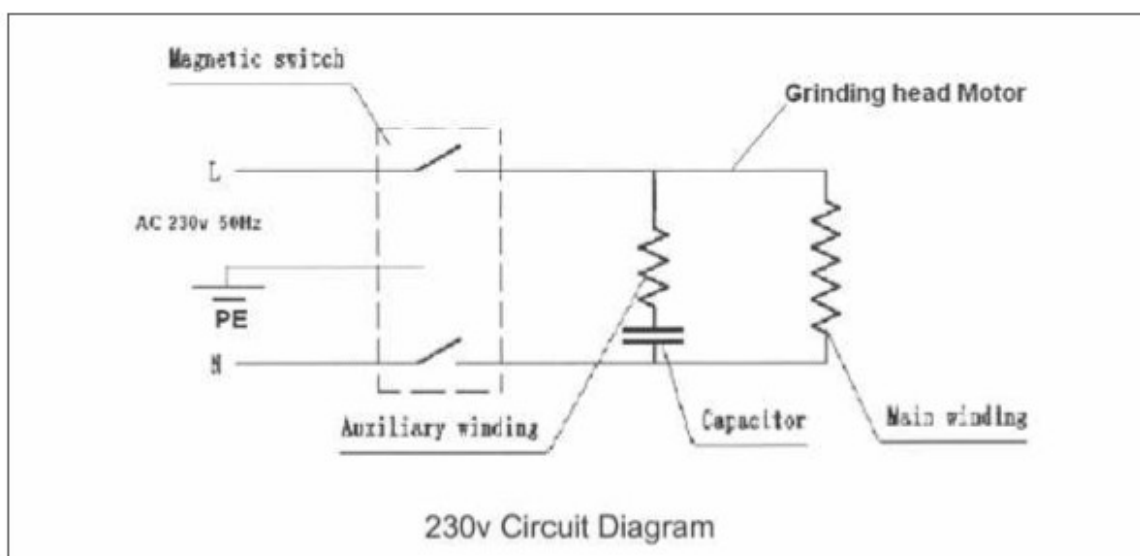 Magnetic switch
Grinding head Motor
L
AC 230v 50Hz
PE
N
Auxiliary winding
Capacitor
Main winding
230v Circuit Diagram